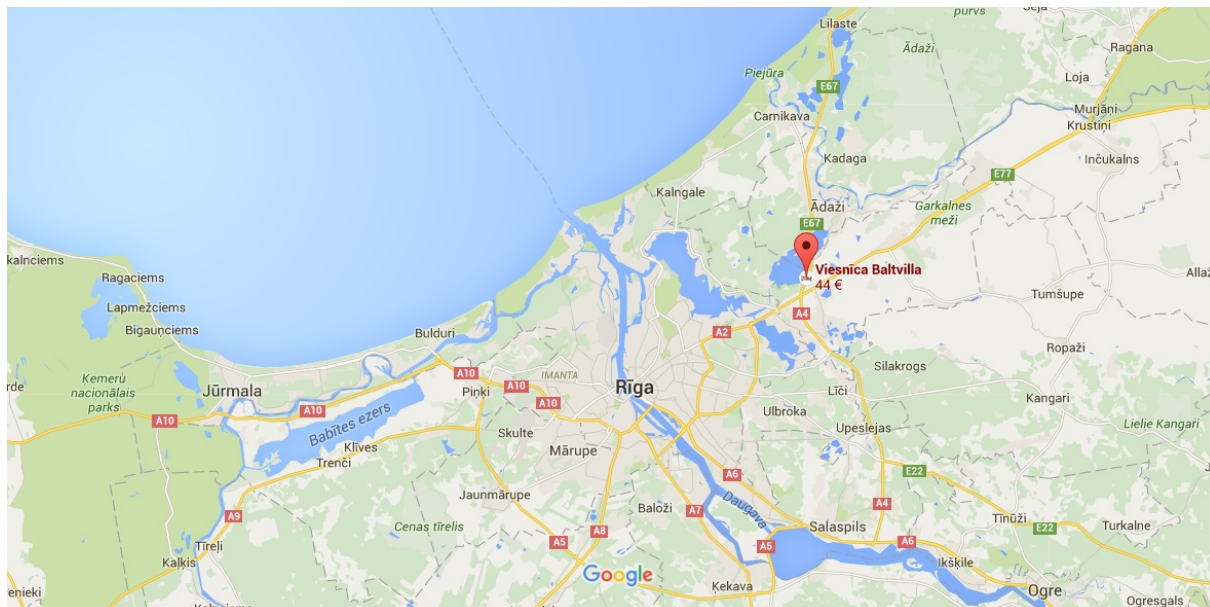 Lilaste
Seja
purvs
Ādaži
Ragana
Piejūra
Loja
E67
Carnikava
Murjāņi
Krustiņi
Kadaga
Inčukalns
E77
Kalngale
Ādaži
Garkalnes
meži
E67
kalnciems
Ragaciems
Viesnīca Baltvilla
44 €
Lapmežciems
Tumšupe
Bigauņciems
Bulduri
A2
A4
Ropaži
Silakrogs
Ķemeru
nacionālais
parks
Jūrmala
A10
IMANTA
A10
Rīga
Piņķi
Līči
Kangari
A10
A10
A10
Babītes ezers
Ulbroka
Lielie Kangari
Skulte
Upeslejas
Klīves
Mārupe
Trenči
E22
A6
Jaunmārupe
Daugava
A4
A9
Baloži
A7
Salaspils
Tīnūži
E22
Turkalne
Cenas tīrelis
A8
A5
A5
A6
Tīreļi
Kaļķis
Ikšķile
Google
Ķekava
Ogre
enieki
Ogresgals